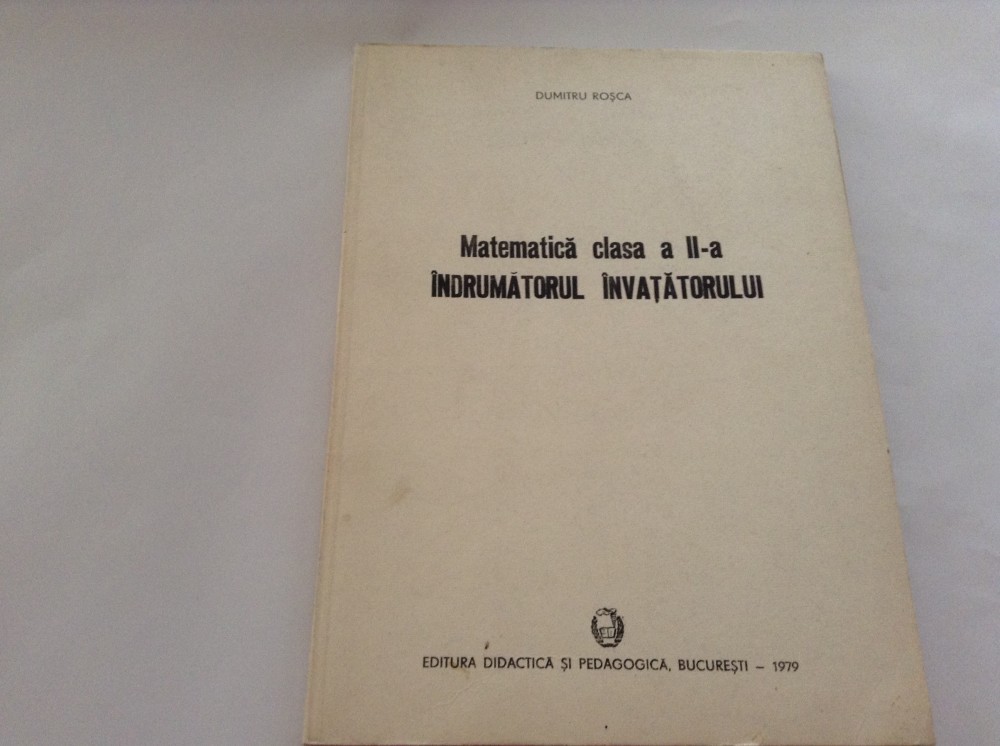 DUMITRU ROȘCA
Matematică clasa a II-a
ÎNDRUMĂTORUL ÎNVAȚĂTORULUI
EDITURA DIDACTICĂ ȘI PEDAGOGICĂ, BUCUREȘTI – 1979